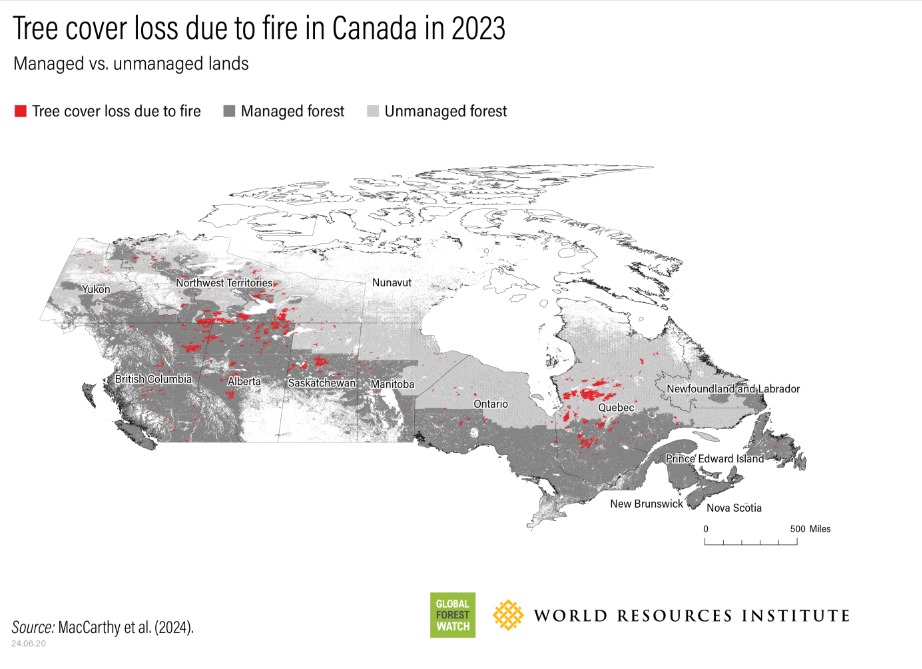 Tree cover loss due to fire in Canada in 2023
Managed vs. unmanaged lands
Tree cover loss due to fire
Managed forest
Unmanaged forest
Nunavut
Northwest Territories
Yukon
British Columbia
Alberta
Saskatchewan
Manitoba
Newfoundland and Labrador
Ontario
Quebec
Prince Edward Island
New Brunswick
Nova Scotia
0 500 Miles
GLOBAL
FOREST
WATCH
WORLD RESOURCES INSTITUTE
Source: MacCarthy et al. (2024).
24.06.20